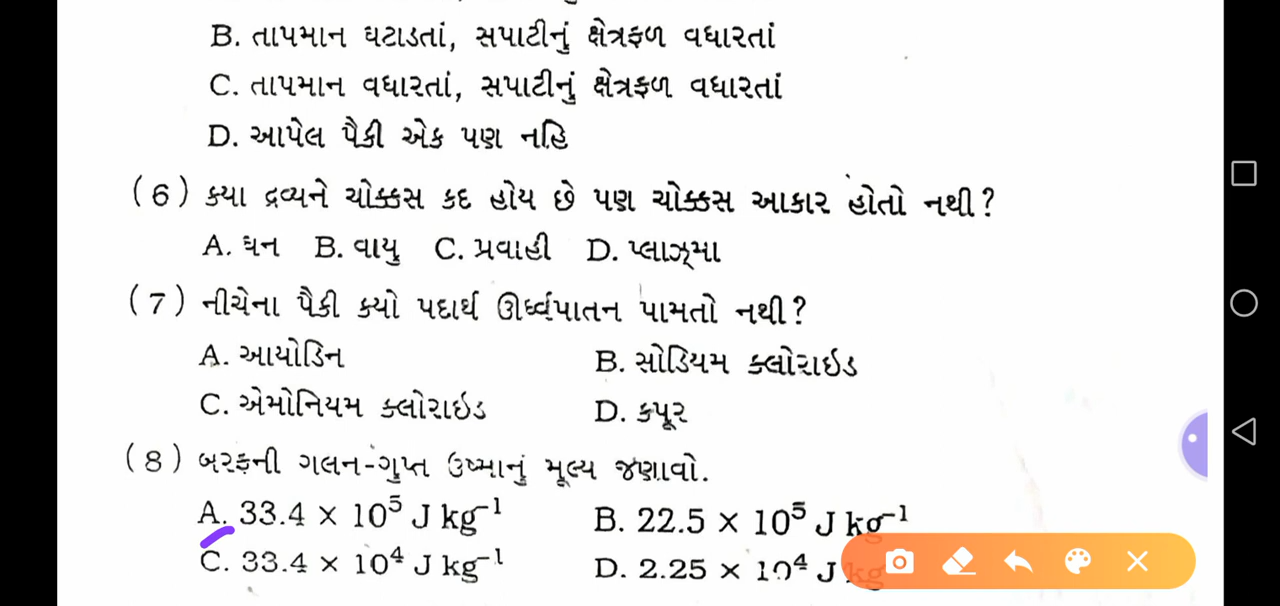 B. તાપમાન ઘટાડતાં, સપાટીનું ક્ષેત્રફળ વધારતાં
C. તાપમાન વધારતાં, સપાટીનું ક્ષેત્રફળ વધારતાં
D. આપેલ પૈકી એક પણ નહિ
(6) ક્યા દ્રવ્યને ચોક્કસ કદ હોય છે પણ ચોક્કસ આકાર હોતો નથી?
A. ઘન B. વાયુ C. પ્રવાહી D. પ્લાઝ્મા
(7) નીચેના પૈકી ક્યો પદાર્થ ઊર્ધ્વપાતન પામતો નથી?
A. આયોડિન B. સોડિયમ ક્લોરાઇડ
C. એમોનિયમ ક્લોરાઇડ D. કપૂર
(8) બરફની ગલન-ગુપ્ત ઉષ્માનું મૂલ્ય જણાવો.
A. 33.4 × 10⁵ J kg⁻¹ B. 22.5 × 10⁵ J kg⁻¹
C. 33.4 × 10⁴ J kg⁻¹ D. 2.25 × 10⁴ J kg